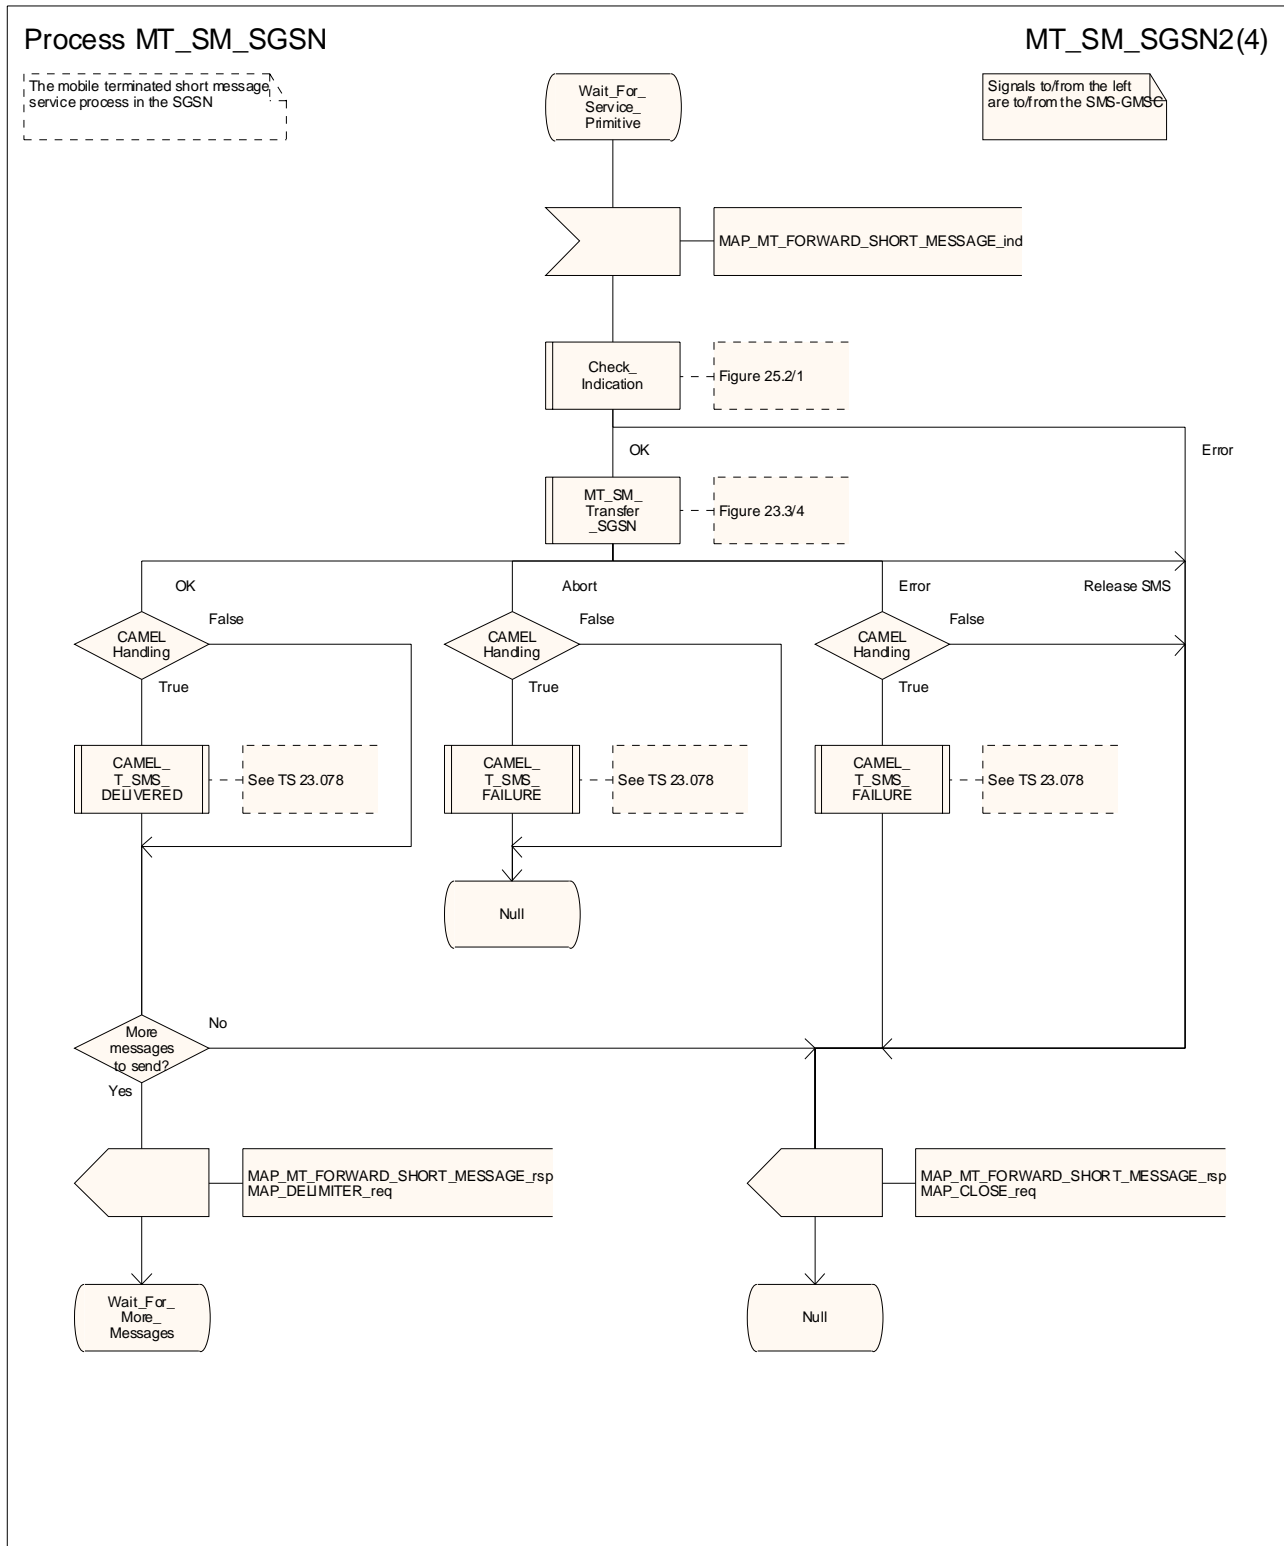 Process MT_SM_SGSN
MT_SM_SGSN2(4)
The mobile terminated short message
service process in the SGSN
Wait_For_
Service_
Primitive
Signals to/from the left
are to/from the SMS-GMSC
MAP_MT_FORWARD_SHORT_MESSAGE_ind
Check_
Indication
Figure 25.2/1
OK
Error
MT_SM_
Transfer
_SGSN
Figure 23.3/4
OK
Abort
Error
Release SMS
CAMEL
Handling
False
True
CAMEL
Handling
False
True
CAMEL
Handling
False
True
CAMEL_
T_SMS_
DELIVERED
See TS 23.078
CAMEL_
T_SMS_
FAILURE
See TS 23.078
CAMEL_
T_SMS_
FAILURE
See TS 23.078
Null
More
messages
to send?
No
Yes
MAP_MT_FORWARD_SHORT_MESSAGE_rsp
MAP_DELIMITER_req
MAP_MT_FORWARD_SHORT_MESSAGE_rsp
MAP_CLOSE_req
Wait_For_
More_
Messages
Null